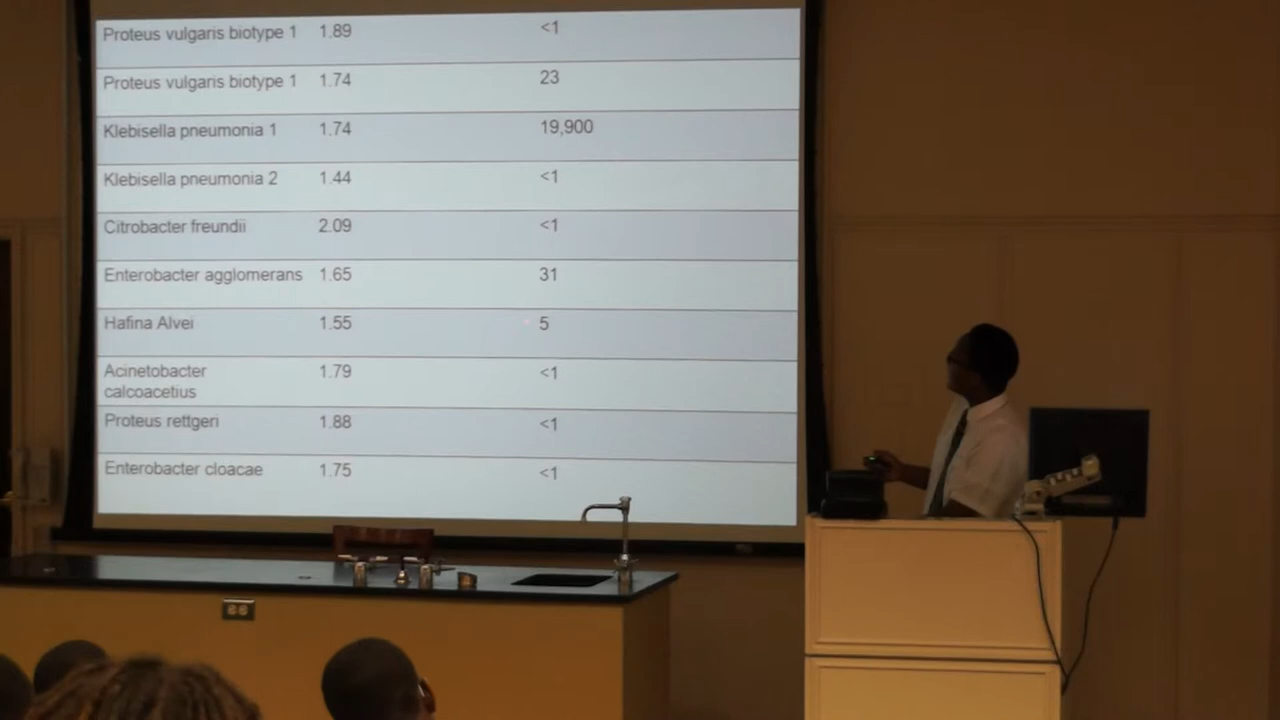 Proteus vulgaris biotype 1 1.89 <1
Proteus vulgaris biotype 1 1.74 23
Klebisella pneumonia 1 1.74 19,900
Klebisella pneumonia 2 1.44 <1
Citrobacter freundii 2.09 <1
Enterobacter agglomerans 1.65 31
Hafina Alvei 1.55 5
Acinetobacter 1.79 <1
calcoacetius
Proteus rettgeri 1.88 <1
Enterobacter cloacae 1.75 <1